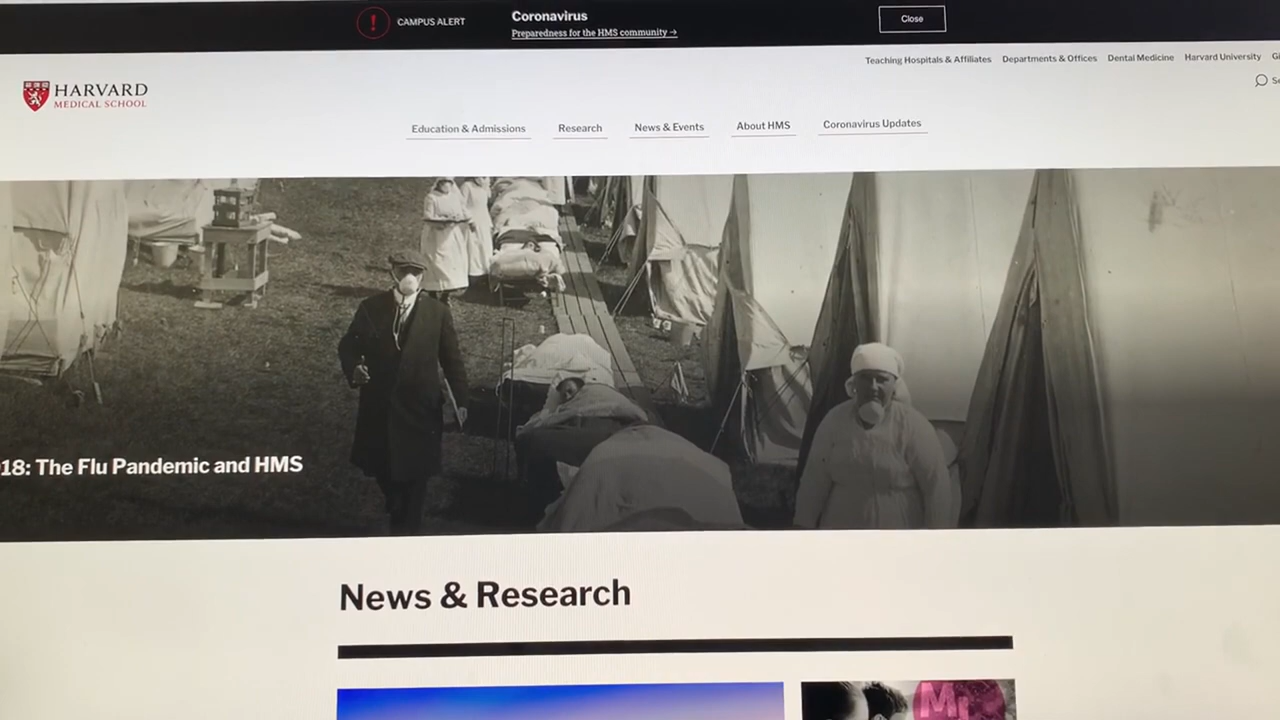 CAMPUS ALERT
Coronavirus
Preparedness for the HMS community →
Close
Teaching Hospitals & Affiliates Departments & Offices Dental Medicine Harvard University
HARVARD
MEDICAL SCHOOL
Education & Admissions Research News & Events About HMS Coronavirus Updates
18: The Flu Pandemic and HMS
News & Research